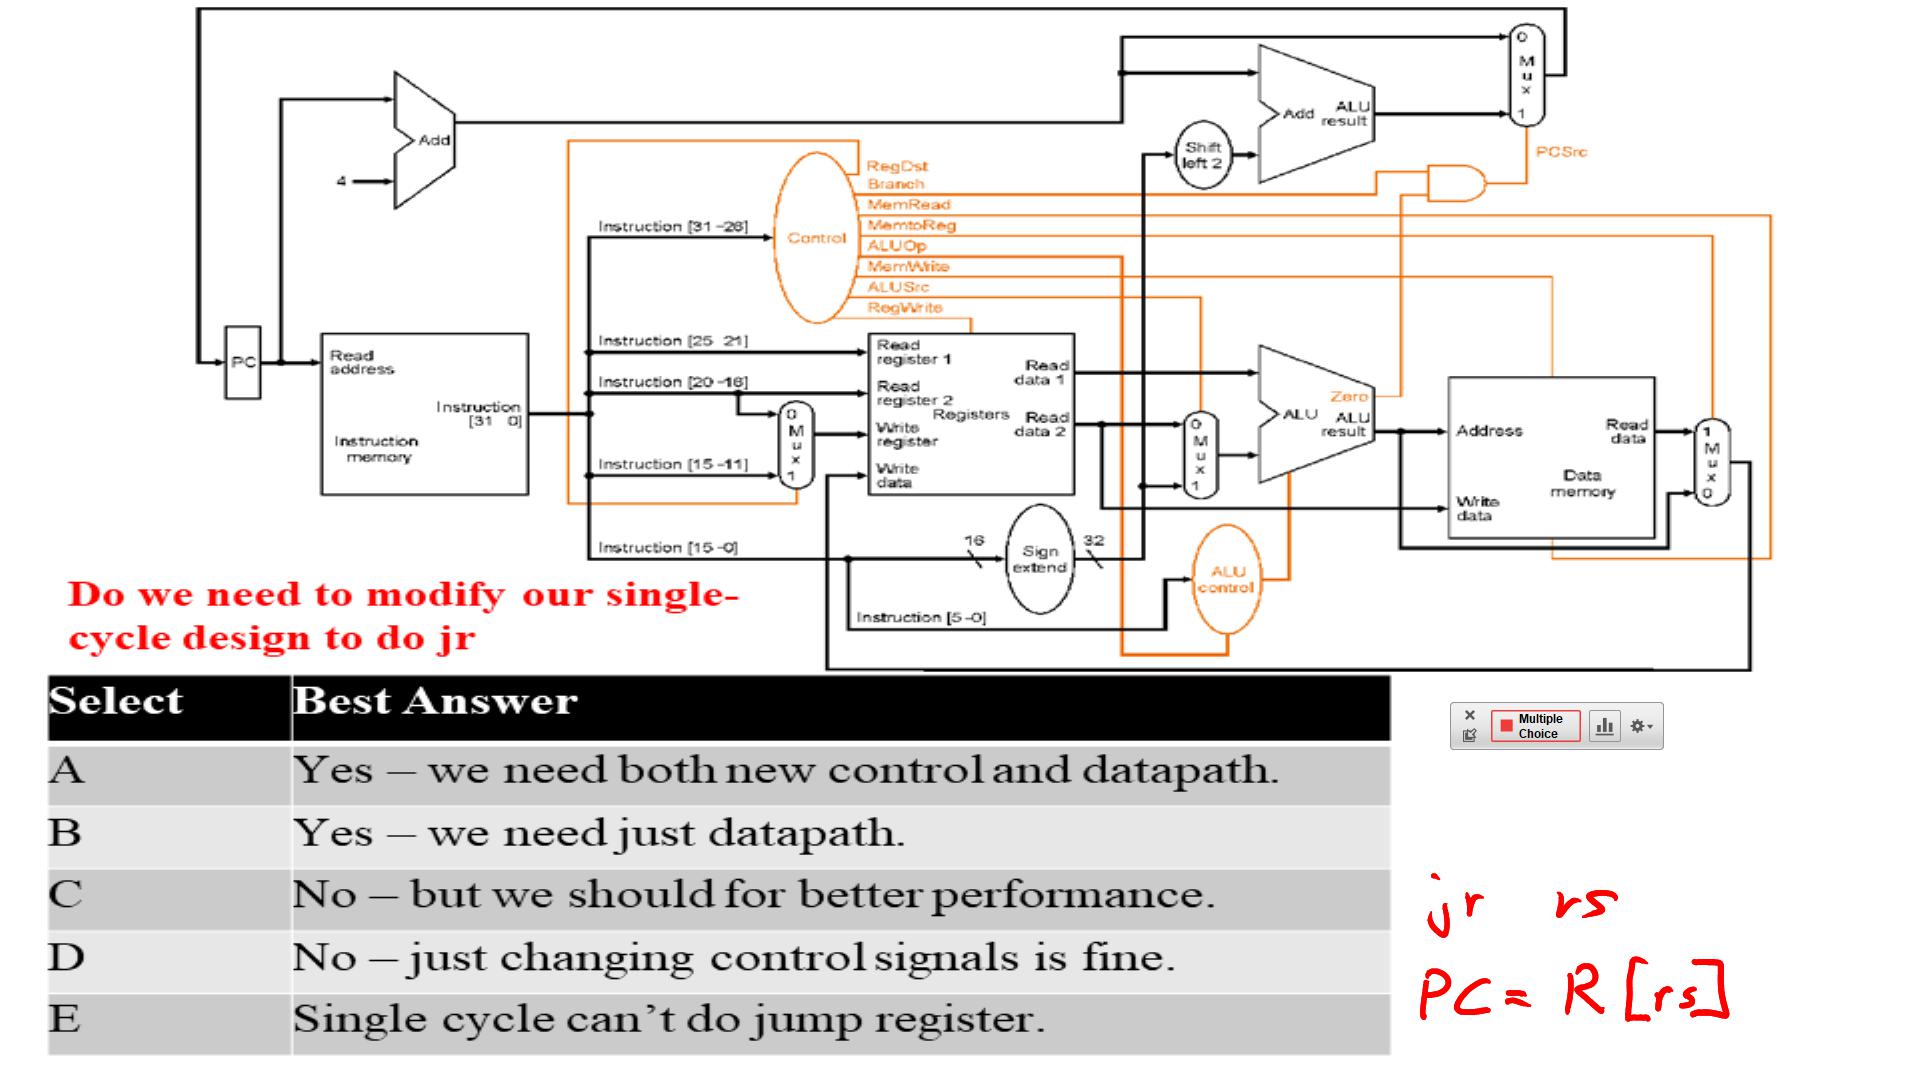 0
M
u
x
1
PCSrc
Add
ALU
result
Add
4
Shift
left 2
RegDst
Branch
MemRead
MemtoReg
ALUOp
MemWrite
ALUSrc
RegWrite
Control
Instruction [31–26]
Instruction [25 21]
Instruction [20–16]
Instruction [15–11]
Instruction [15–0]
Instruction [5–0]
PC
Read
address
Instruction
[31 0]
Instruction
memory
0
M
u
x
1
Read
register 1
Read
register 2
Registers
Write
register
Write
data
Read
data 1
Read
data 2
0
M
u
x
1
Zero
ALU
ALU
result
Address
Read
data
Data
memory
Write
data
1
M
u
x
0
16
Sign
extend
32
ALU
control
Do we need to modify our single-
cycle design to do jr
Select Best Answer
A Yes – we need both new control and datapath.
B Yes – we need just datapath.
C No – but we should for better performance.
D No – just changing control signals is fine.
E Single cycle can’t do jump register.
Multiple
Choice
jr rs
PC = R[rs]